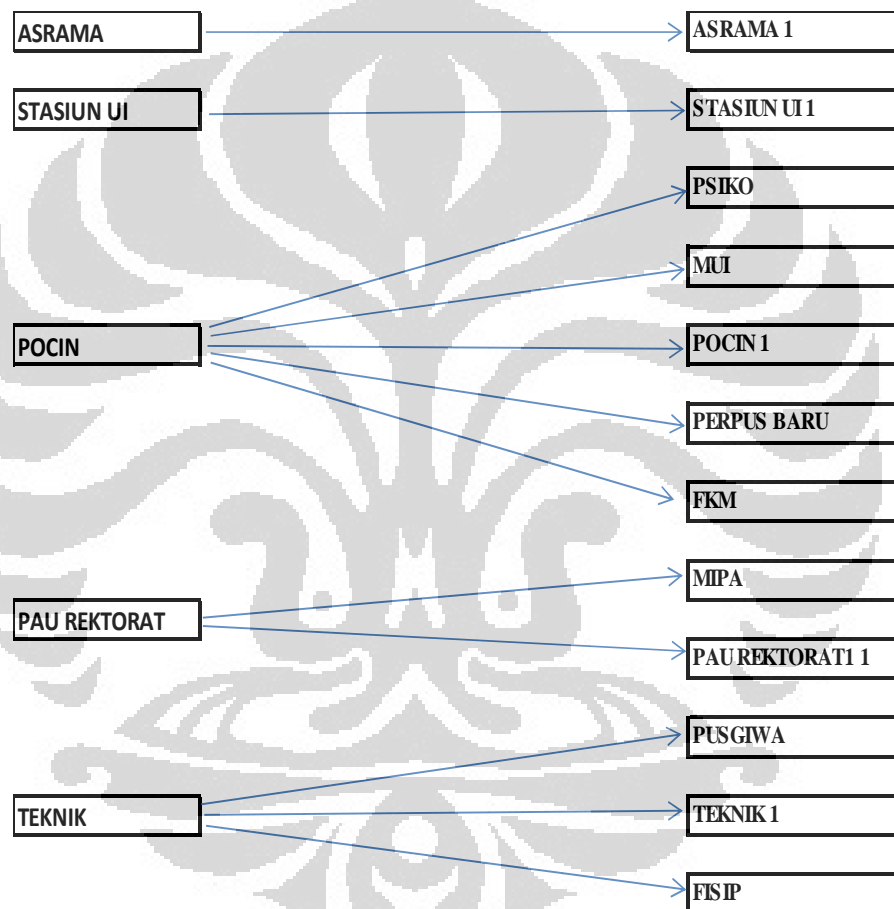 ASRAMA
ASRAMA 1
STASIUN UI
STASIUN UI 1
PSIKO
MUI
POCIN
POCIN 1
PERPUS BARU
FKM
MIPA
PAU REKTORAT
PAU REKTORAT1 1
PUSGIWA
TEKNIK
TEKNIK 1
FISIP